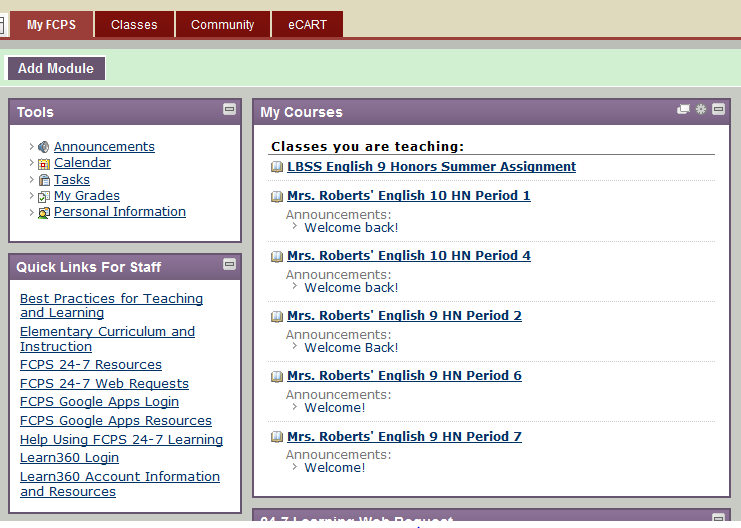 My FCPS
Classes
Community
eCART
Add Module
Tools
Announcements
Calendar
Tasks
My Grades
Personal Information
Quick Links For Staff
Best Practices for Teaching
and Learning
Elementary Curriculum and
Instruction
FCPS 24-7 Resources
FCPS 24-7 Web Requests
FCPS Google Apps Login
FCPS Google Apps Resources
Help Using FCPS 24-7 Learning
Learn360 Login
Learn360 Account Information
and Resources
My Courses
Classes you are teaching:
LBSS English 9 Honors Summer Assignment
Mrs. Roberts' English 10 HN Period 1
Announcements:
Welcome back!
Mrs. Roberts' English 10 HN Period 4
Announcements:
Welcome back!
Mrs. Roberts' English 9 HN Period 2
Announcements:
Welcome Back!
Mrs. Roberts' English 9 HN Period 6
Announcements:
Welcome!
Mrs. Roberts' English 9 HN Period 7
Announcements:
Welcome!
24-7 Learning Web Request